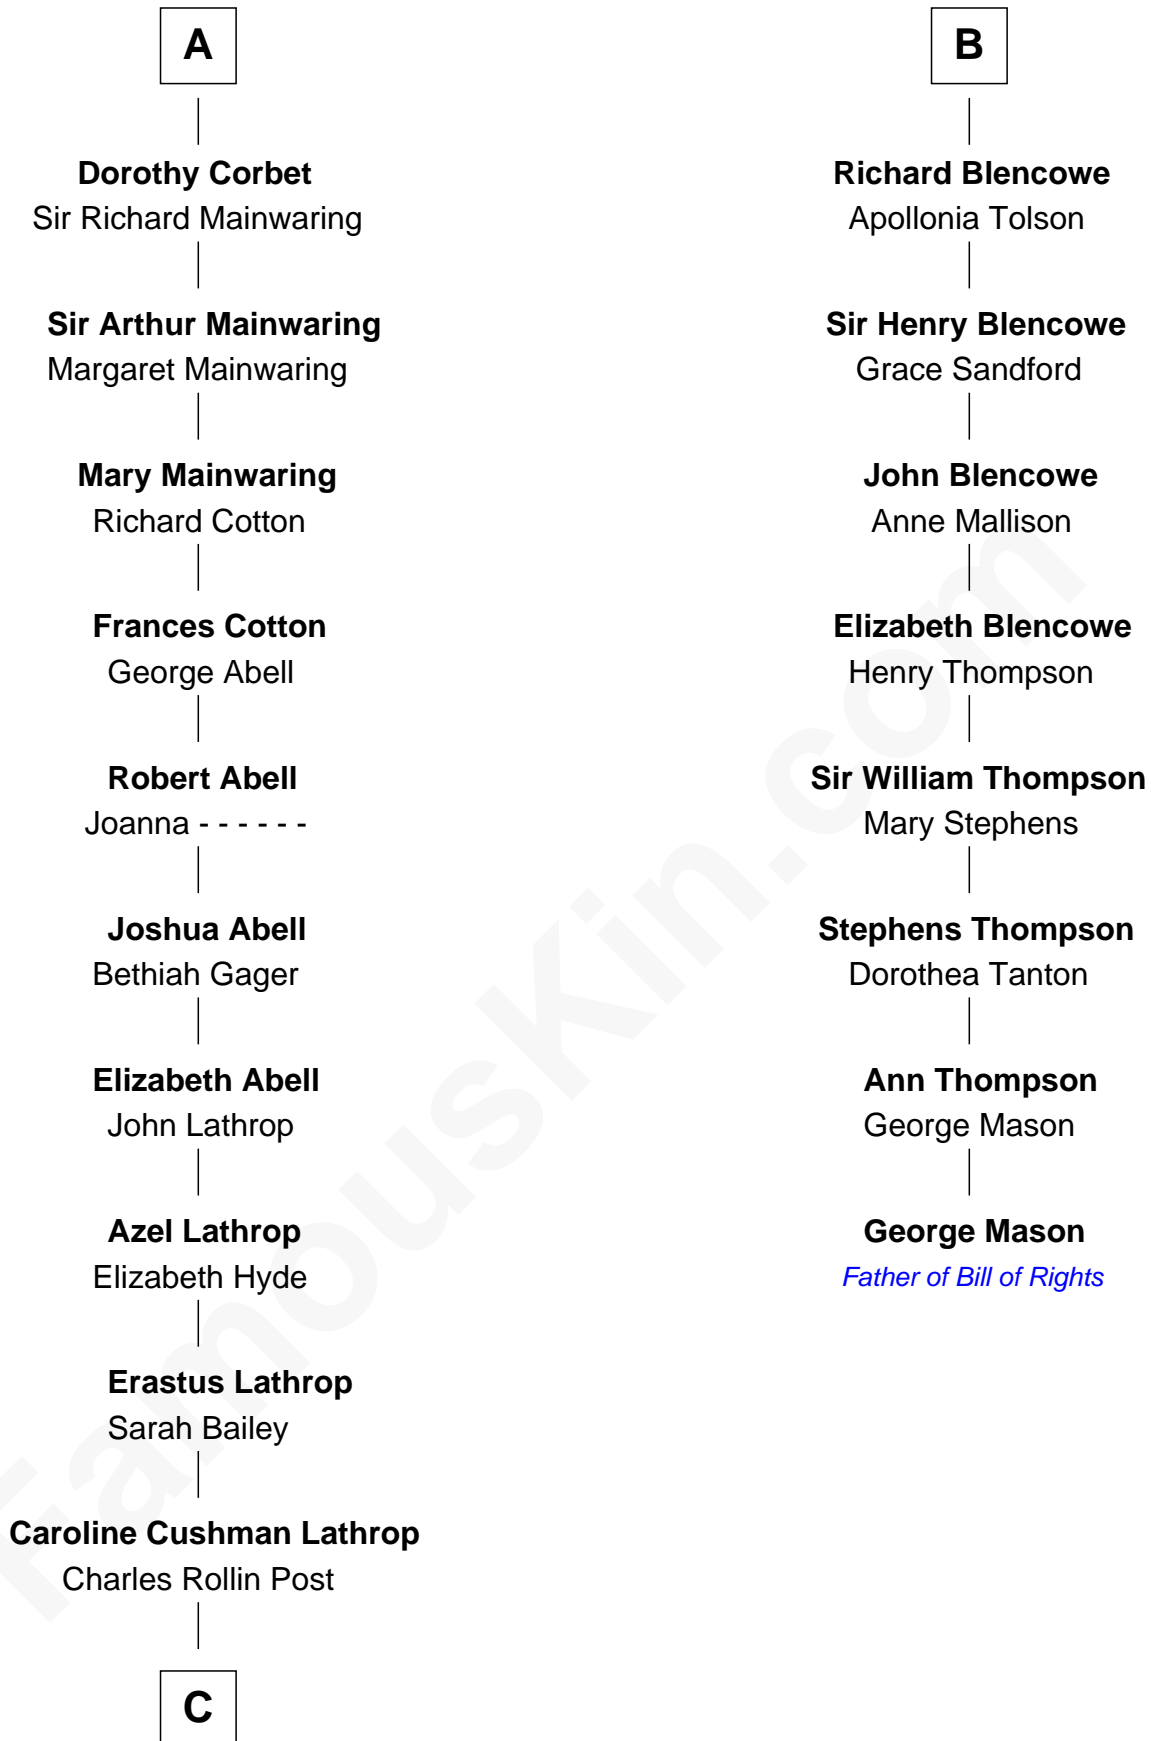 A
Dorothy Corbet
Sir Richard Mainwaring
Sir Arthur Mainwaring
Margaret Mainwaring
Mary Mainwaring
Richard Cotton
Frances Cotton
George Abell
Robert Abell
Joanna - - - - - -
Joshua Abell
Bethiah Gager
Elizabeth Abell
John Lathrop
Azel Lathrop
Elizabeth Hyde
Erastus Lathrop
Sarah Bailey
Caroline Cushman Lathrop
Charles Rollin Post
C
B
Richard Blencowe
Apollonia Tolson
Sir Henry Blencowe
Grace Sandford
John Blencowe
Anne Mallison
Elizabeth Blencowe
Henry Thompson
Sir William Thompson
Mary Stephens
Stephens Thompson
Dorothea Tanton
Ann Thompson
George Mason
George Mason
Father of Bill of Rights
FamousKin.com